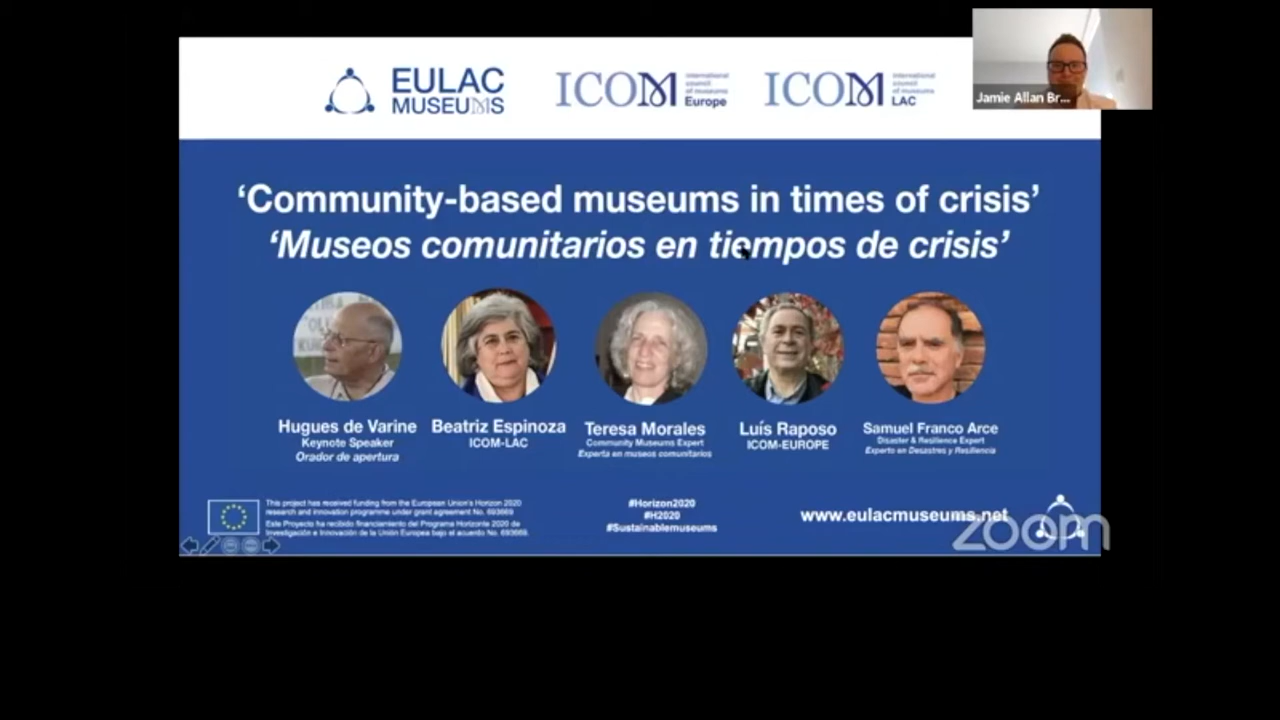 EULAC
MUSEUMS
ICOM
international
council
of museums
Europe
ICOM
international
council
of museums
LAC
Jamie Allan Br...
‘Community-based museums in times of crisis’
‘Museos comunitarios en tiempos de crisis’
Hugues de Varine
Keynote Speaker
Orador de apertura
Beatriz Espinoza
ICOM-LAC
Teresa Morales
Community Museums Expert
Experta en museos comunitarios
Luís Raposo
ICOM-EUROPE
Samuel Franco Arce
Disaster & Resilience Expert
Experto en Desastres y Resiliencia
This project has received funding from the European Union's Horizon 2020
research and innovation programme under grant agreement No. 693669
Este Proyecto ha recibido financiamiento del Programa Horizonte 2020 de
Investigación e Innovación de la Unión Europea bajo el acuerdo No. 693669.
#Horizon2020
#H2020
#Sustainablemuseums
www.eulacmuseums.net
zoom